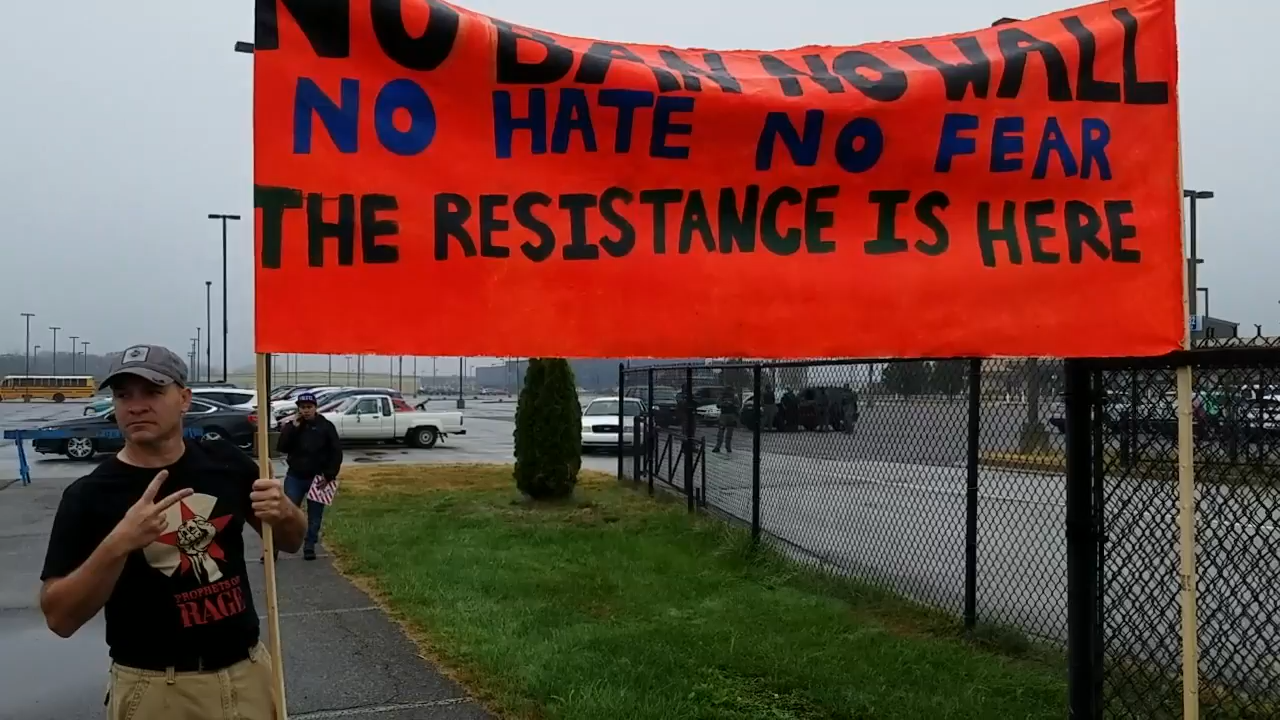 NO BAN NO WALL
NO HATE NO FEAR
THE RESISTANCE IS HERE
PROPHETS OF
RAGE